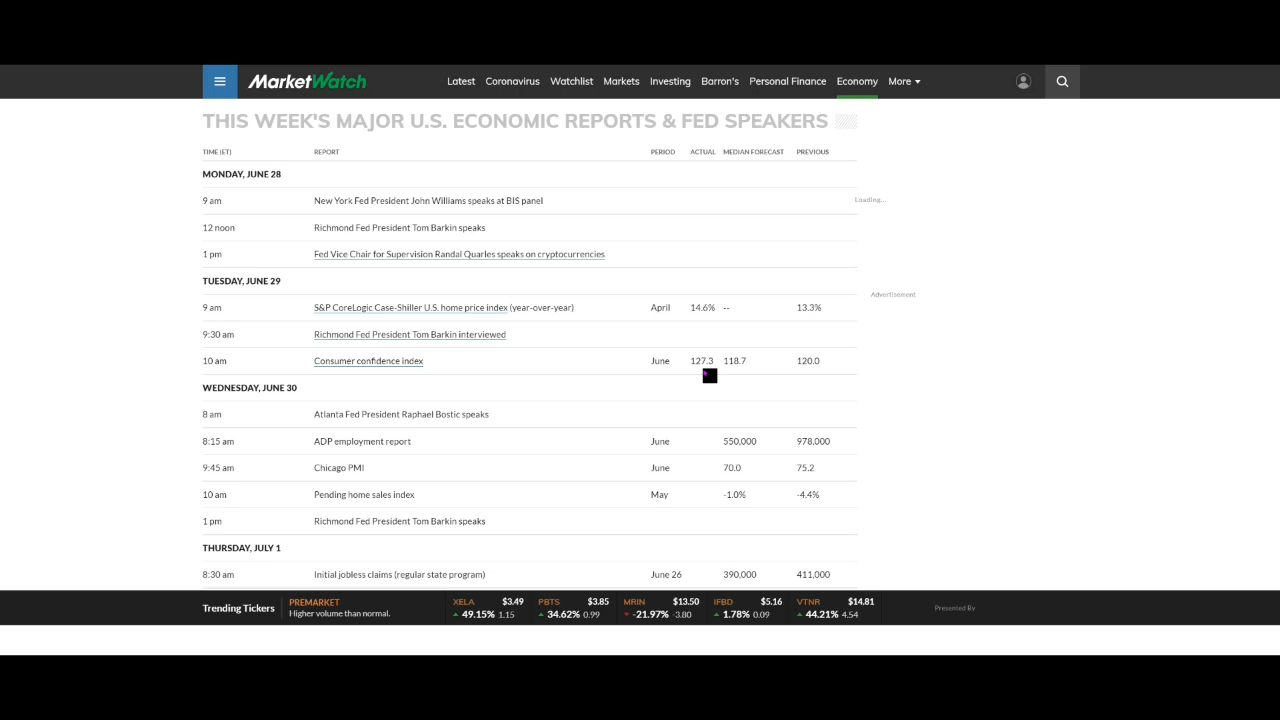 MarketWatch Latest Coronavirus Watchlist Markets Investing Barron's Personal Finance Economy More
THIS WEEK'S MAJOR U.S. ECONOMIC REPORTS & FED SPEAKERS
TIME (ET) REPORT PERIOD ACTUAL MEDIAN FORECAST PREVIOUS
MONDAY, JUNE 28
9 am New York Fed President John Williams speaks at BIS panel
Loading...
12 noon Richmond Fed President Tom Barkin speaks
1 pm Fed Vice Chair for Supervision Randal Quarles speaks on cryptocurrencies
TUESDAY, JUNE 29
Advertisement
9 am S&P CoreLogic Case-Shiller U.S. home price index (year-over-year) April 14.6% -- 13.3%
9:30 am Richmond Fed President Tom Barkin interviewed
10 am Consumer confidence index June 127.3 118.7 120.0
WEDNESDAY, JUNE 30
8 am Atlanta Fed President Raphael Bostic speaks
8:15 am ADP employment report June 550,000 978,000
9:45 am Chicago PMI June 70.0 75.2
10 am Pending home sales index May -1.0% -4.4%
1 pm Richmond Fed President Tom Barkin speaks
THURSDAY, JULY 1
8:30 am Initial jobless claims (regular state program) June 26 390,000 411,000
Trending Tickers
PREMARKET
Higher volume than normal.
XELA $3.49
49.15% 1.15
PBTS $3.85
34.62% 0.99
MRIN $13.50
-21.97% -3.80
IFBD $5.16
1.78% 0.09
VTNR $14.81
44.21% 4.54
Presented By